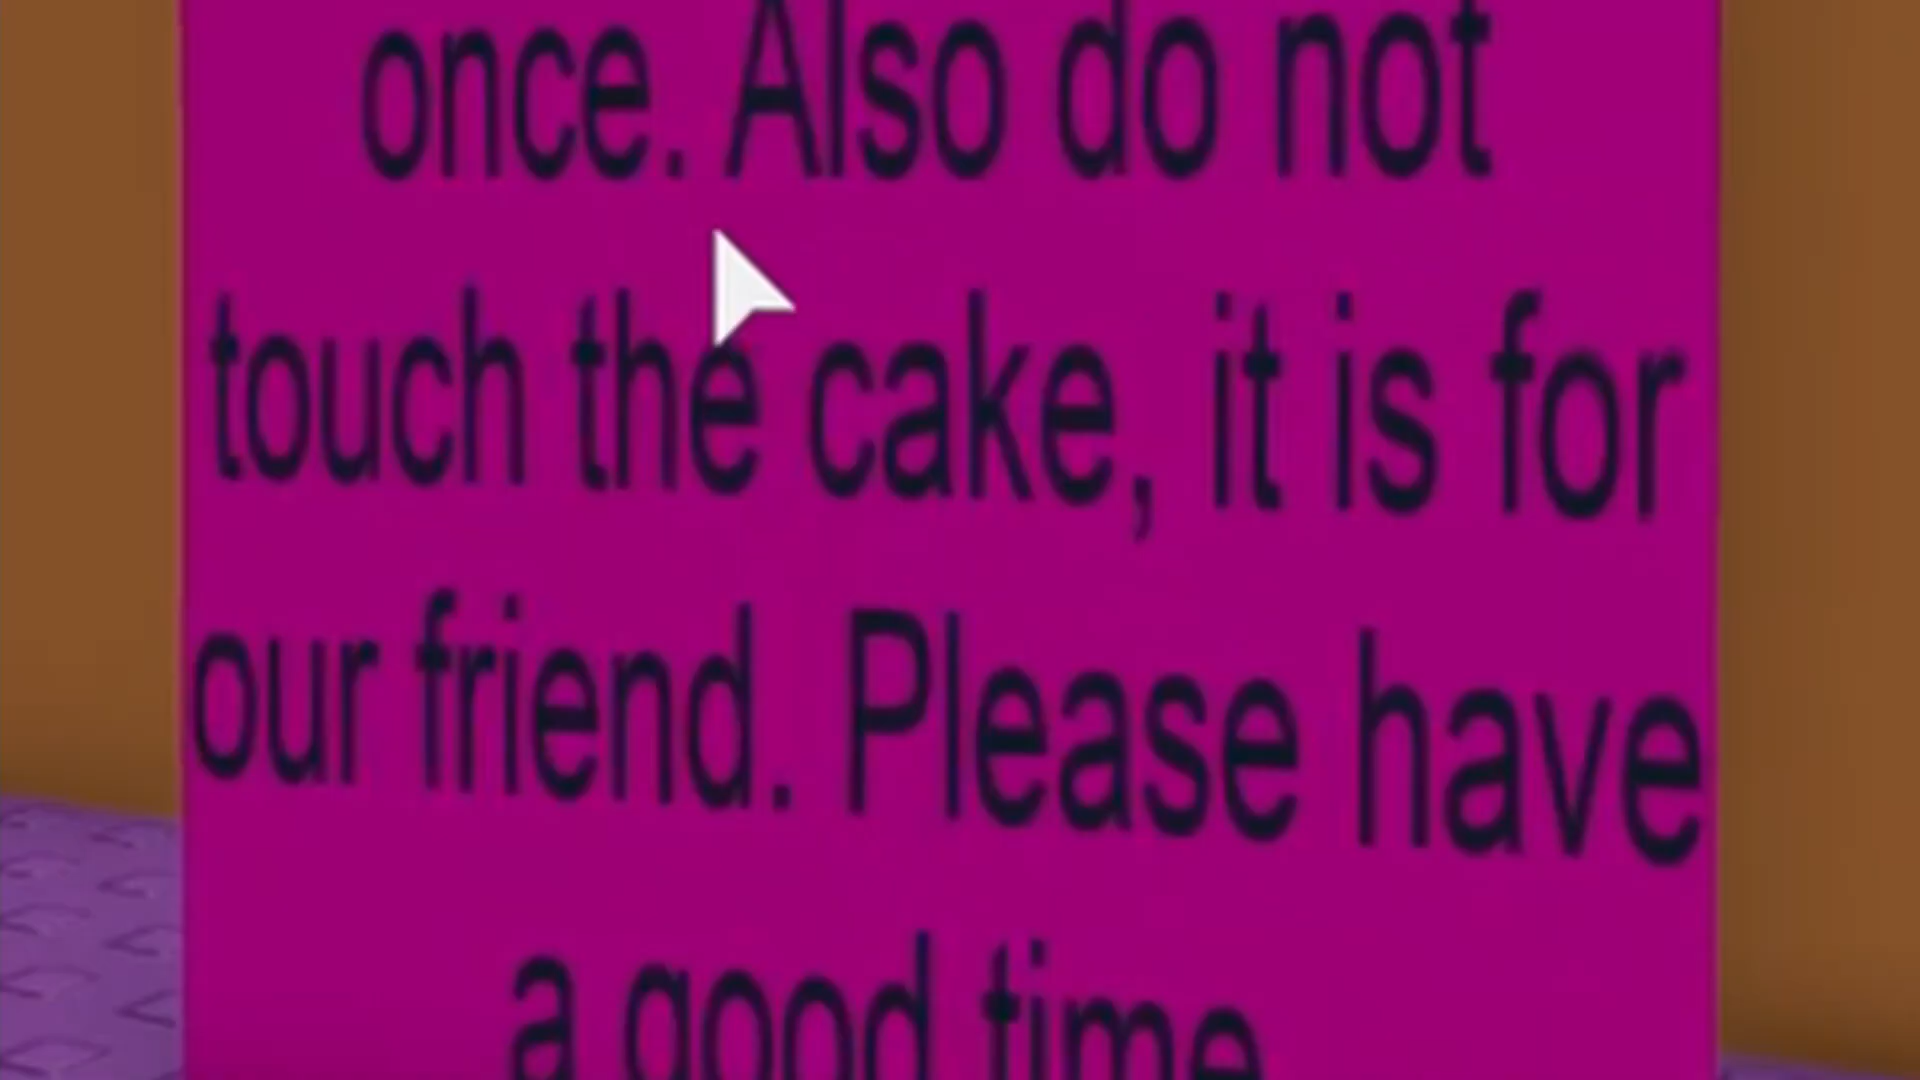 once. Also do not
touch the cake, it is for
our friend. Please have
a good time